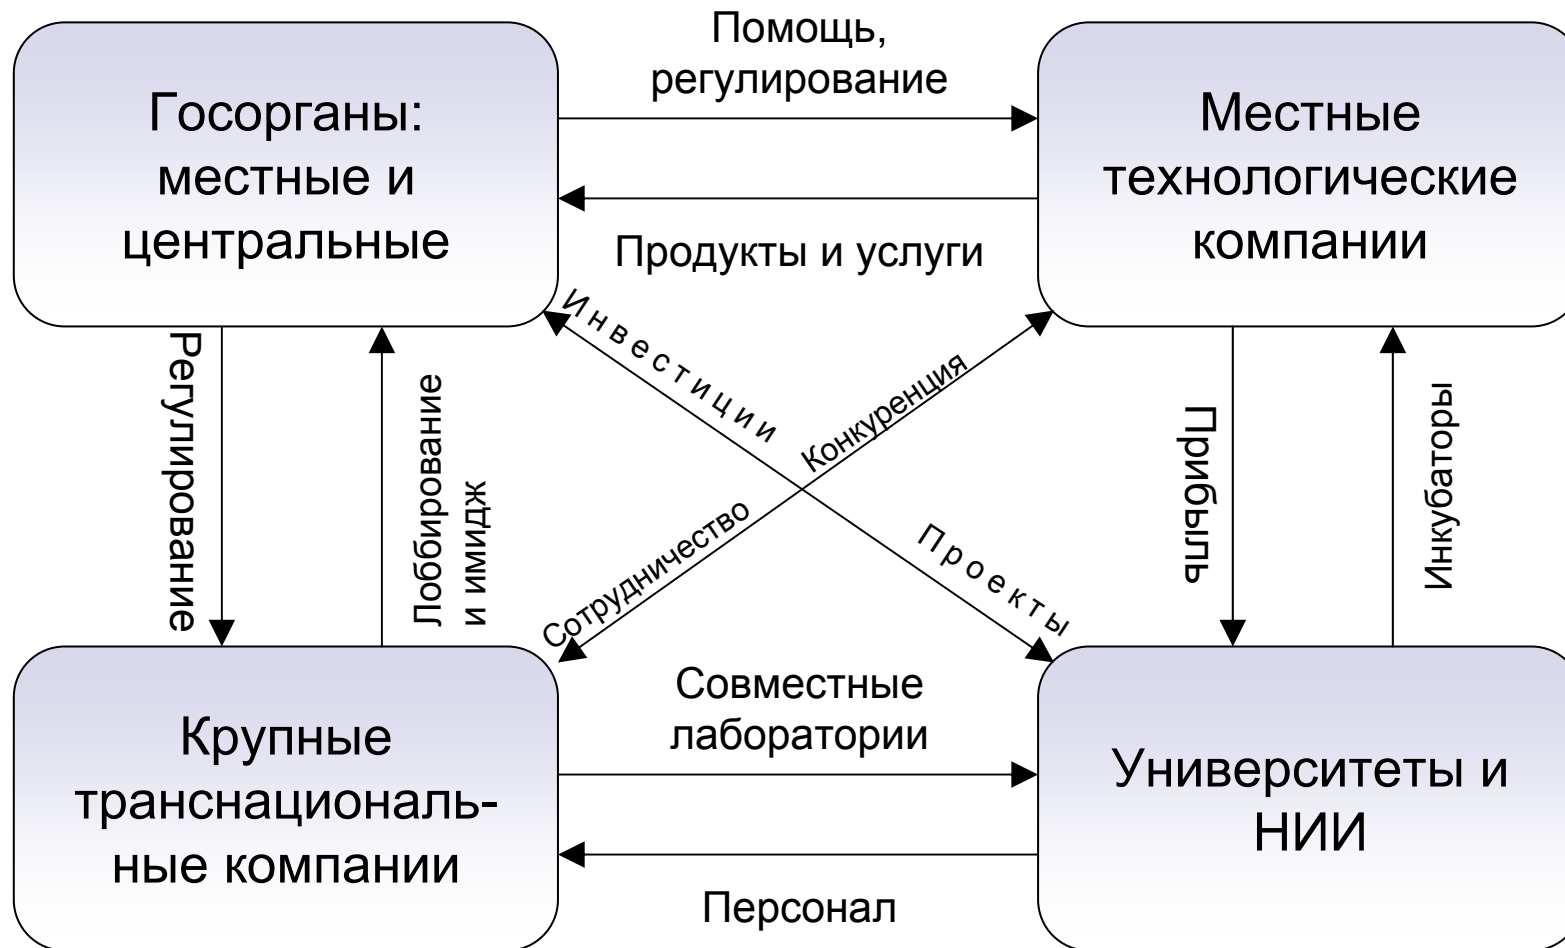 Помощь,
регулирование
Госорганы:
местные и
центральные
Местные
технологические
компании
Продукты и услуги
Инвестиции
Конкуренция
Регулирование
Лоббирование
и имидж
Прибыль
Инкубаторы
Сотрудничество
Проекты
Совместные
лаборатории
Крупные
транснациональ-
ные компании
Университеты и
НИИ
Персонал